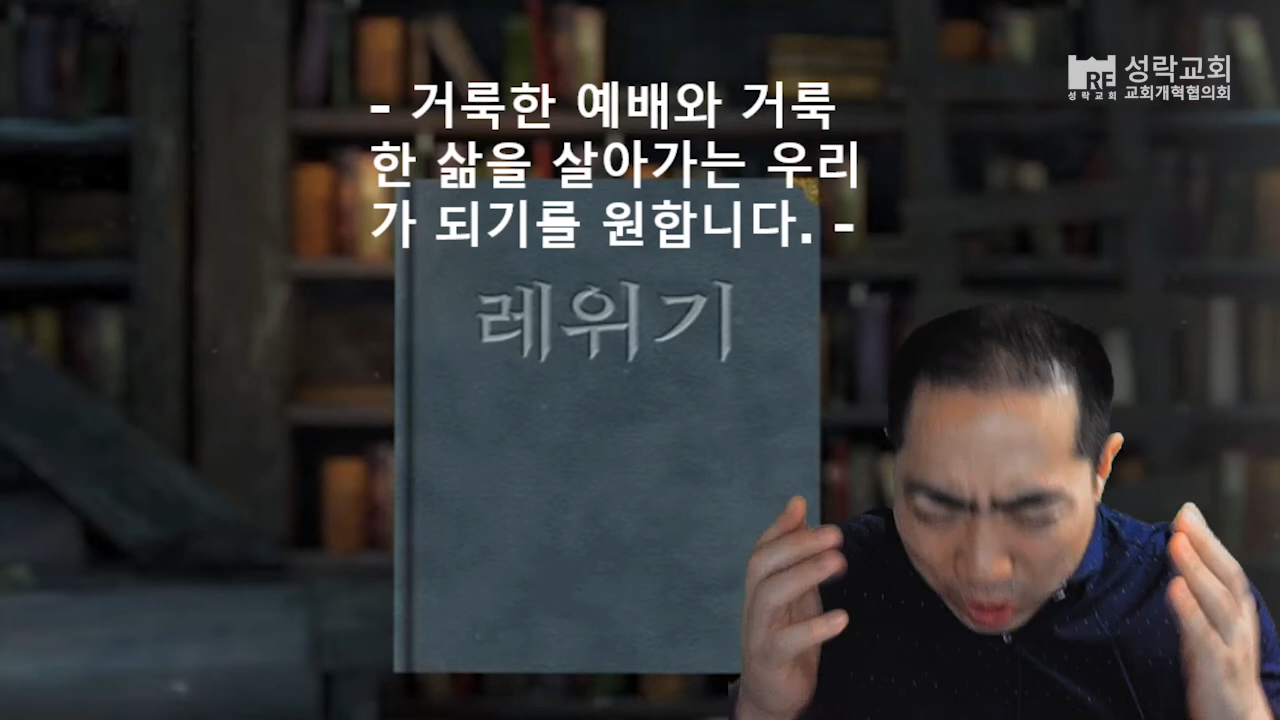 - 거룩한 예배와 거룩
한 삶을 살아가는 우리
가 되기를 원합니다. -
레위기
RE
성락교회
성락교회
교회개혁협의회